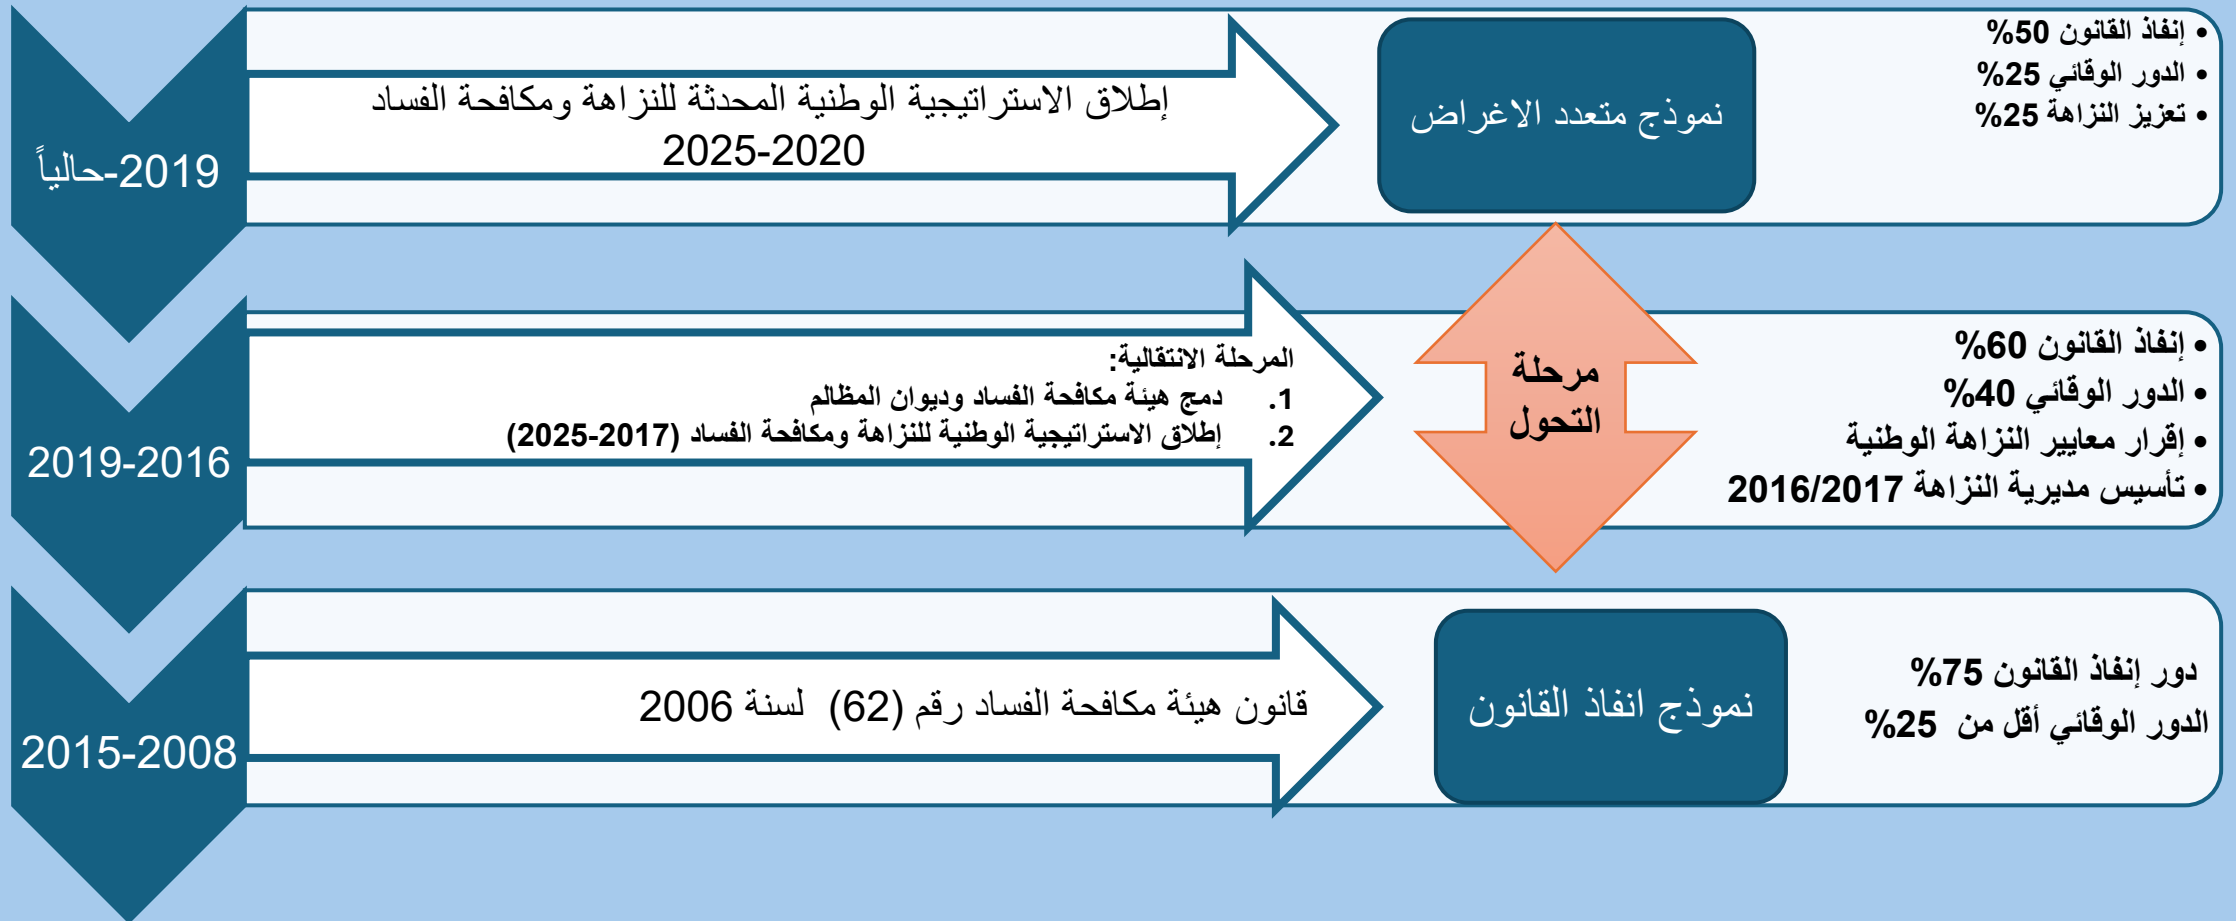 2019-حالياً
إطلاق الاستراتيجية الوطنية المحدثة للنزاهة ومكافحة الفساد
2025-2020
نموذج متعدد الاغراض
• إنفاذ القانون 50%
• الدور الوقائي 25%
• تعزيز النزاهة 25%
2019-2016
المرحلة الانتقالية:
1. دمج هيئة مكافحة الفساد وديوان المظالم
2. إطلاق الاستراتيجية الوطنية للنزاهة ومكافحة الفساد (2017-2025)
مرحلة
التحول
• إنفاذ القانون 60%
• الدور الوقائي 40%
• إقرار معايير النزاهة الوطنية
• تأسيس مديرية النزاهة 2016/2017
2015-2008
قانون هيئة مكافحة الفساد رقم (62) لسنة 2006
نموذج انفاذ القانون
دور إنفاذ القانون 75%
الدور الوقائي أقل من 25%